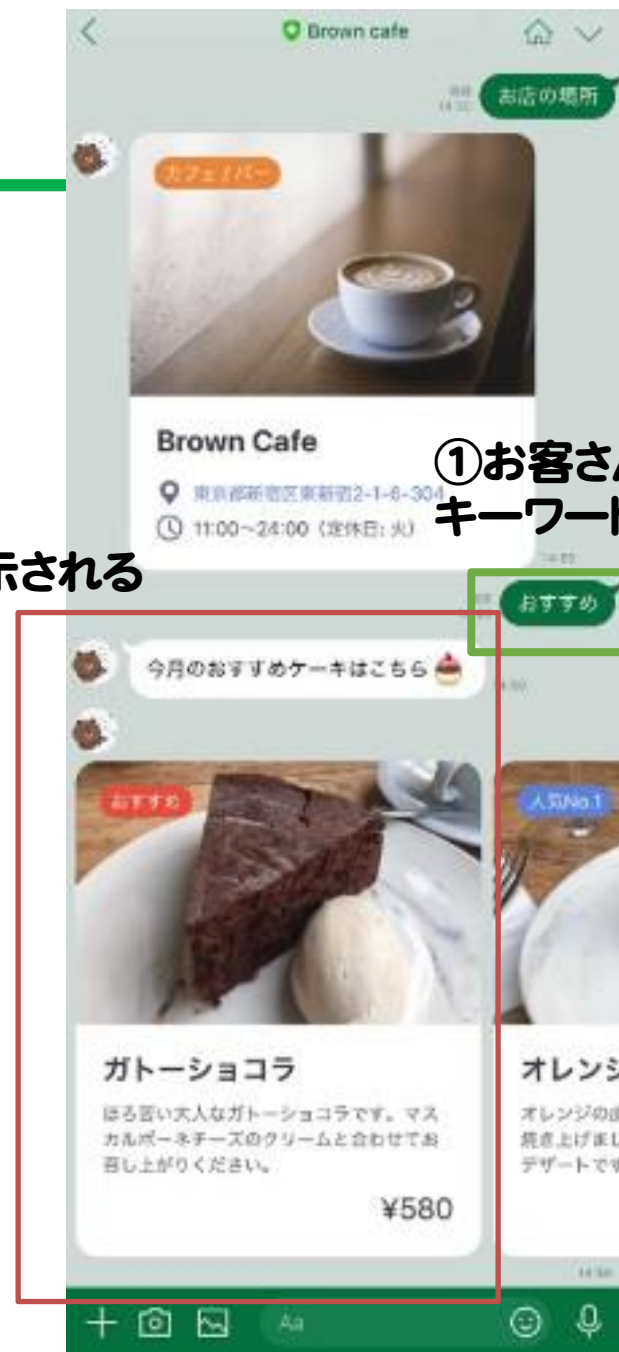 Brown cafe
お店の場所
カフェ / バー
Brown Cafe
東京都新宿区東新宿2-1-6-304
11:00~24:00（定休日: 火）
①お客さん
キーワード
示される
おすすめ
今月のおすすめケーキはこちら
おすすめ
人気No.1
ガトーショコラ
ほろ苦い大人なガトーショコラです。マス
カルポーネチーズのクリームと合わせてお
召し上がりください。
¥580
オレンジ
オレンジの
焼き上げまし
デザートです
Aa